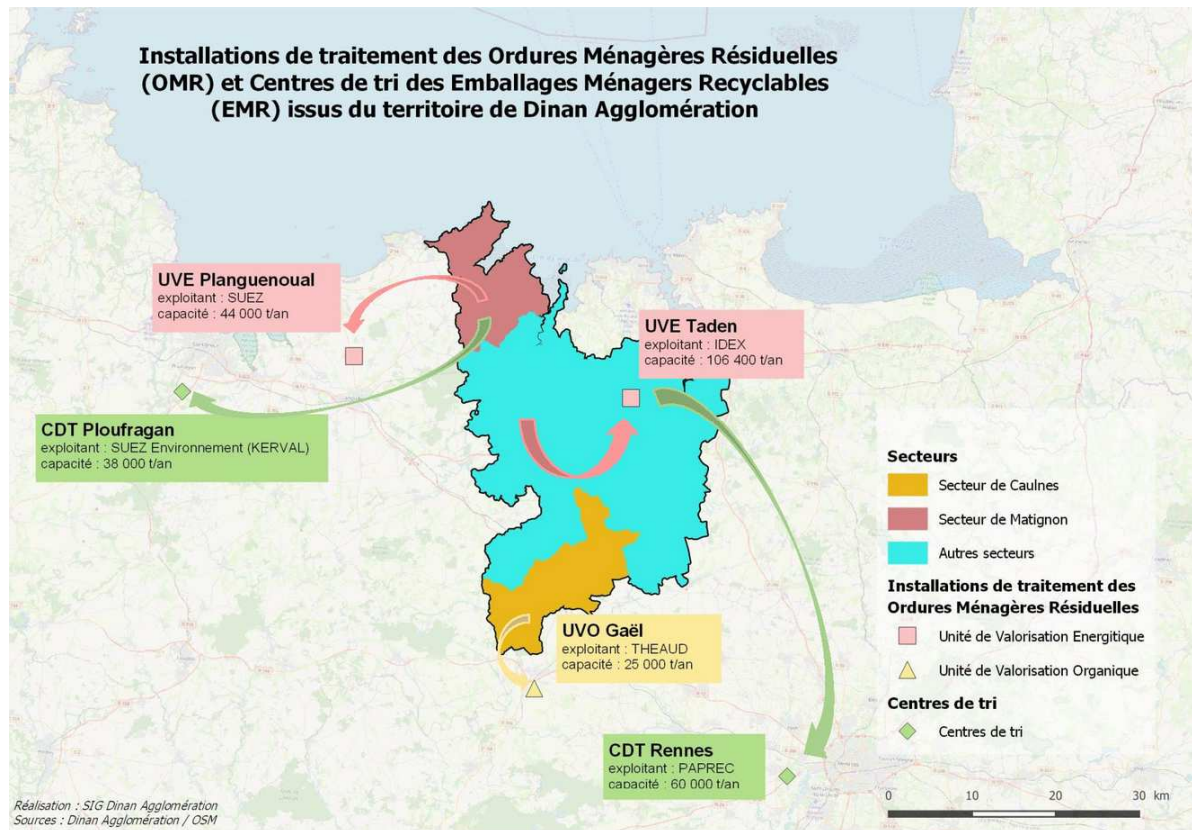 Installations de traitement des Ordures Ménagères Résiduelles
(OMR) et Centres de tri des Emballages Ménagers Recyclables
(EMR) issus du territoire de Dinan Agglomération
UVE Planguenoual
exploitant : SUEZ
capacité : 44 000 t/an
UVE Taden
exploitant : IDEX
capacité : 106 400 t/an
CDT Ploufragan
exploitant : SUEZ Environnement (KERVAL)
capacité : 38 000 t/an
UVO Gaël
exploitant : THEAUD
capacité : 25 000 t/an
CDT Rennes
exploitant : PAPREC
capacité : 60 000 t/an
Secteurs
Secteur de Caulnes
Secteur de Matignon
Autres secteurs
Installations de traitement des
Ordures Ménagères Résiduelles
Unité de Valorisation Energitique
Unité de Valorisation Organique
Centres de tri
Centres de tri
0 10 20 30 km
Réalisation : SIG Dinan Agglomération
Sources : Dinan Agglomération / OSM